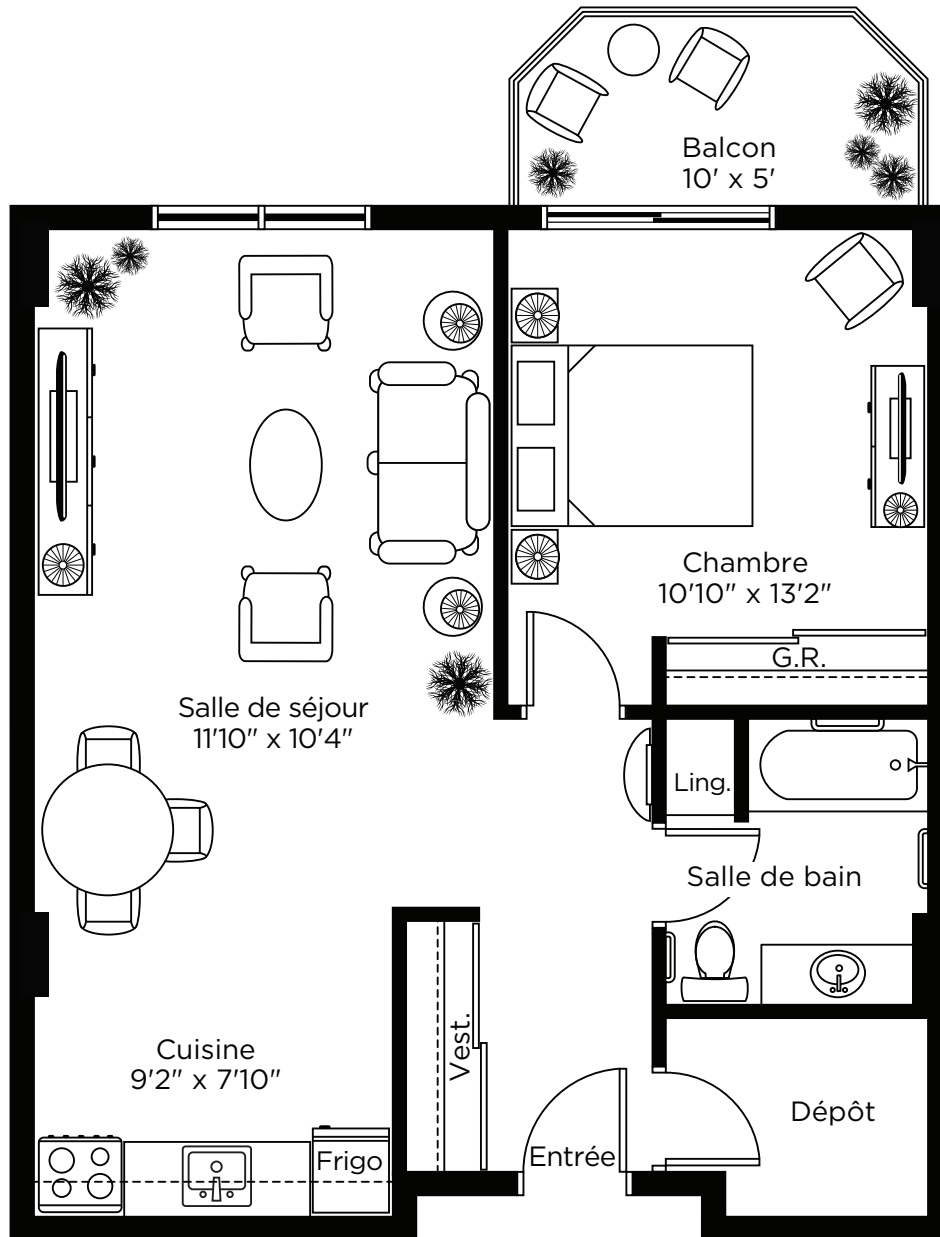 Balcon
10' x 5'
Chambre
10'10" x 13'2"
G.R.
Salle de séjour
11'10" x 10'4"
Ling.
Salle de bain
Vest.
Cuisine
9'2" x 7'10"
Dépôt
Entrée
Frigo